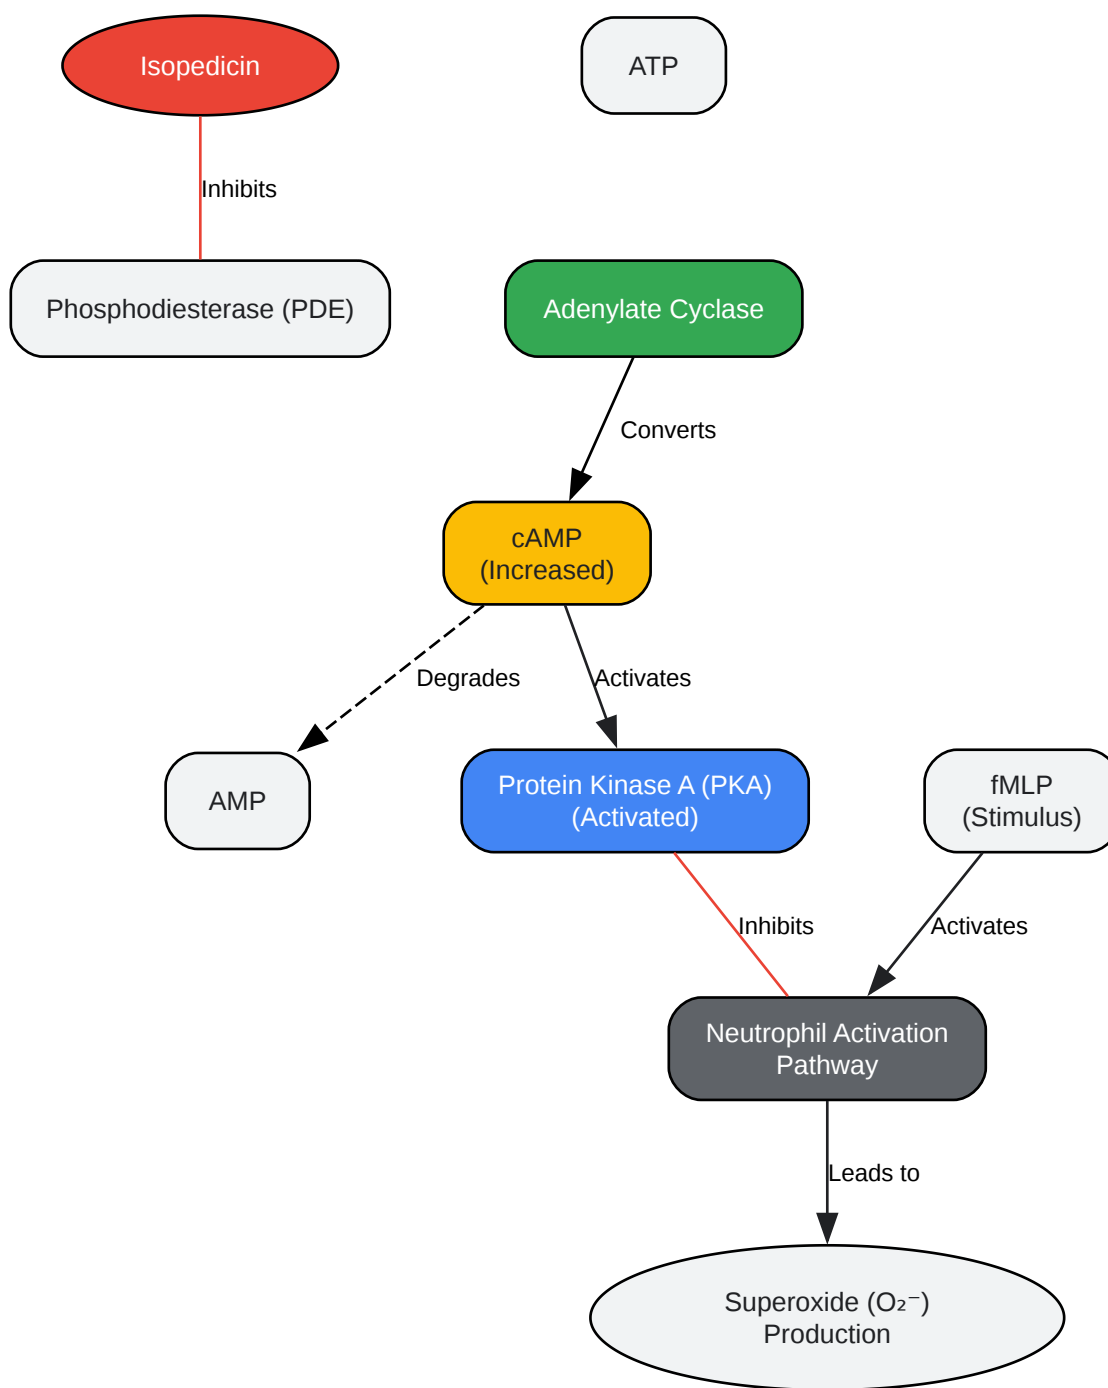 Isopedicin
ATP
Inhibits
Phosphodiesterase (PDE)
Adenylate Cyclase
Converts
cAMP
(Increased)
Degrades
Activates
AMP
Protein Kinase A (PKA)
(Activated)
fMLP
(Stimulus)
Inhibits
Activates
Neutrophil Activation
Pathway
Leads to
Superoxide (O₂⁻)
Production